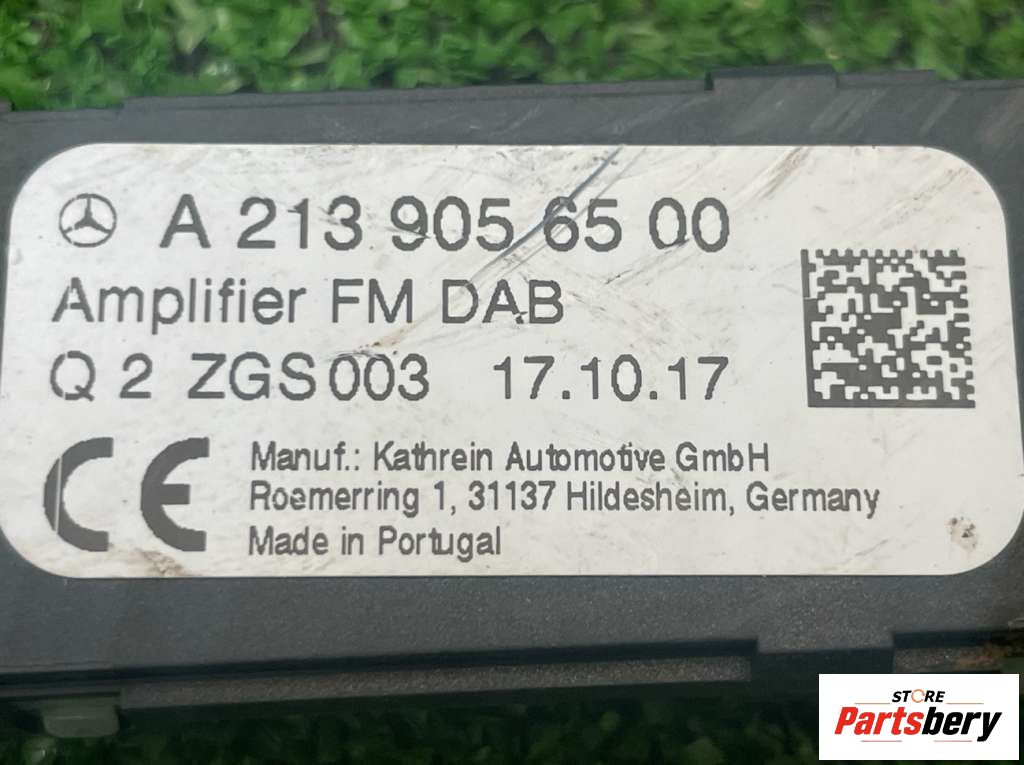 A 213 905 65 00
Amplifier FM DAB
Q 2 ZGS 003 17.10.17
CE
Manuf.: Kathrein Automotive GmbH
Roemerring 1, 31137 Hildesheim, Germany
Made in Portugal
STORE
Partsbery